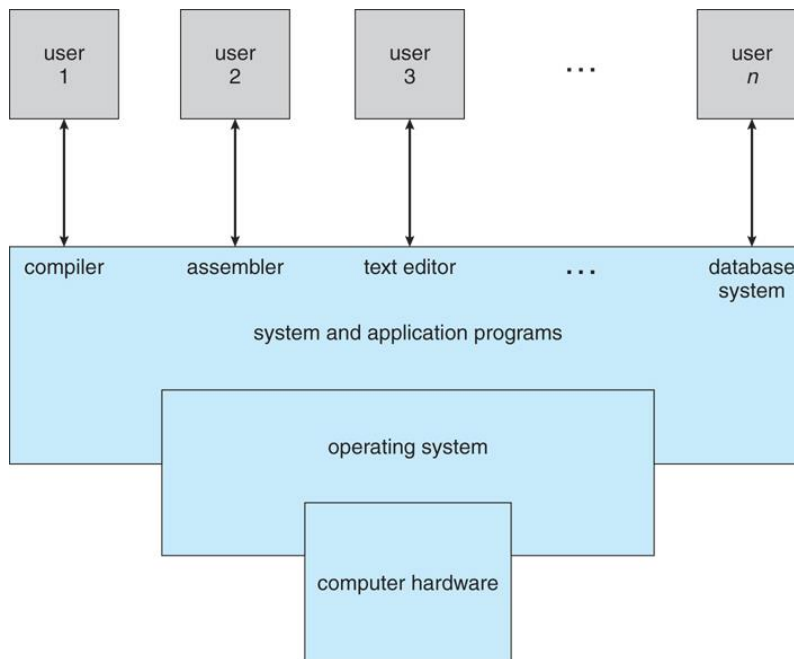 user
1
user
2
user
3
...
user
n
compiler
assembler
text editor
...
database
system
system and application programs
operating system
computer hardware